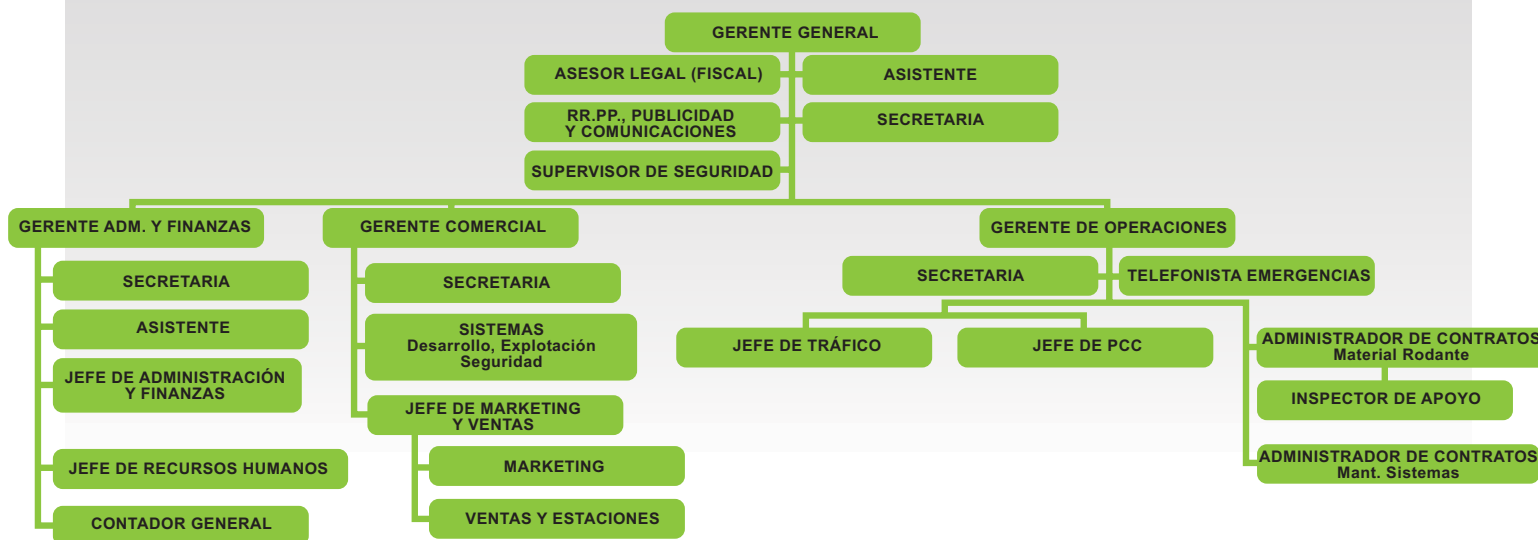 GERENTE GENERAL
ASESOR LEGAL (FISCAL)
ASISTENTE
RR.PP., PUBLICIDAD
Y COMUNICACIONES
SECRETARIA
SUPERVISOR DE SEGURIDAD
GERENTE ADM. Y FINANZAS
SECRETARIA
ASISTENTE
JEFE DE ADMINISTRACIÓN
Y FINANZAS
JEFE DE RECURSOS HUMANOS
CONTADOR GENERAL
GERENTE COMERCIAL
SECRETARIA
SISTEMAS
Desarrollo, Explotación
Seguridad
JEFE DE MARKETING
Y VENTAS
MARKETING
VENTAS Y ESTACIONES
GERENTE DE OPERACIONES
SECRETARIA
TELEFONISTA EMERGENCIAS
JEFE DE TRÁFICO
JEFE DE PCC
ADMINISTRADOR DE CONTRATOS
Material Rodante
INSPECTOR DE APOYO
ADMINISTRADOR DE CONTRATOS
Mant. Sistemas